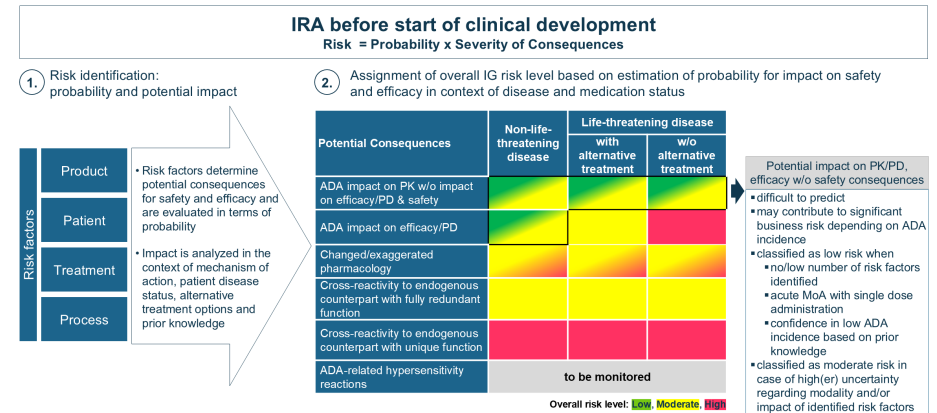 IRA before start of clinical development
Risk = Probability x Severity of Consequences
1.
Risk identification:
probability and potential impact
Risk factors
Product
Patient
Treatment
Process
• Risk factors determine
potential consequences
for safety and efficacy and
are evaluated in terms of
probability
• Impact is analyzed in the
context of mechanism of
action, patient disease
status, alternative
treatment options and
prior knowledge
2.
Assignment of overall IG risk level based on estimation of probability for impact on safety
and efficacy in context of disease and medication status
Potential Consequences
Non-life-
threatening
disease
Life-threatening disease
with
alternative
treatment
w/o
alternative
treatment
ADA impact on PK w/o impact
on efficacy/PD & safety
ADA impact on efficacy/PD
Changed/exaggerated
pharmacology
Cross-reactivity to endogenous
counterpart with fully redundant
function
Cross-reactivity to endogenous
counterpart with unique function
ADA-related hypersensitivity
reactions
to be monitored
Overall risk level: Low, Moderate, High
Potential impact on PK/PD,
efficacy w/o safety consequences
▪ difficult to predict
▪ may contribute to significant
business risk depending on ADA
incidence
▪ classified as low risk when
▪ no/low number of risk factors
identified
▪ acute MoA with single dose
administration
▪ confidence in low ADA
incidence based on prior
knowledge
▪ classified as moderate risk in
case of high(er) uncertainty
regarding modality and/or
impact of identified risk factors